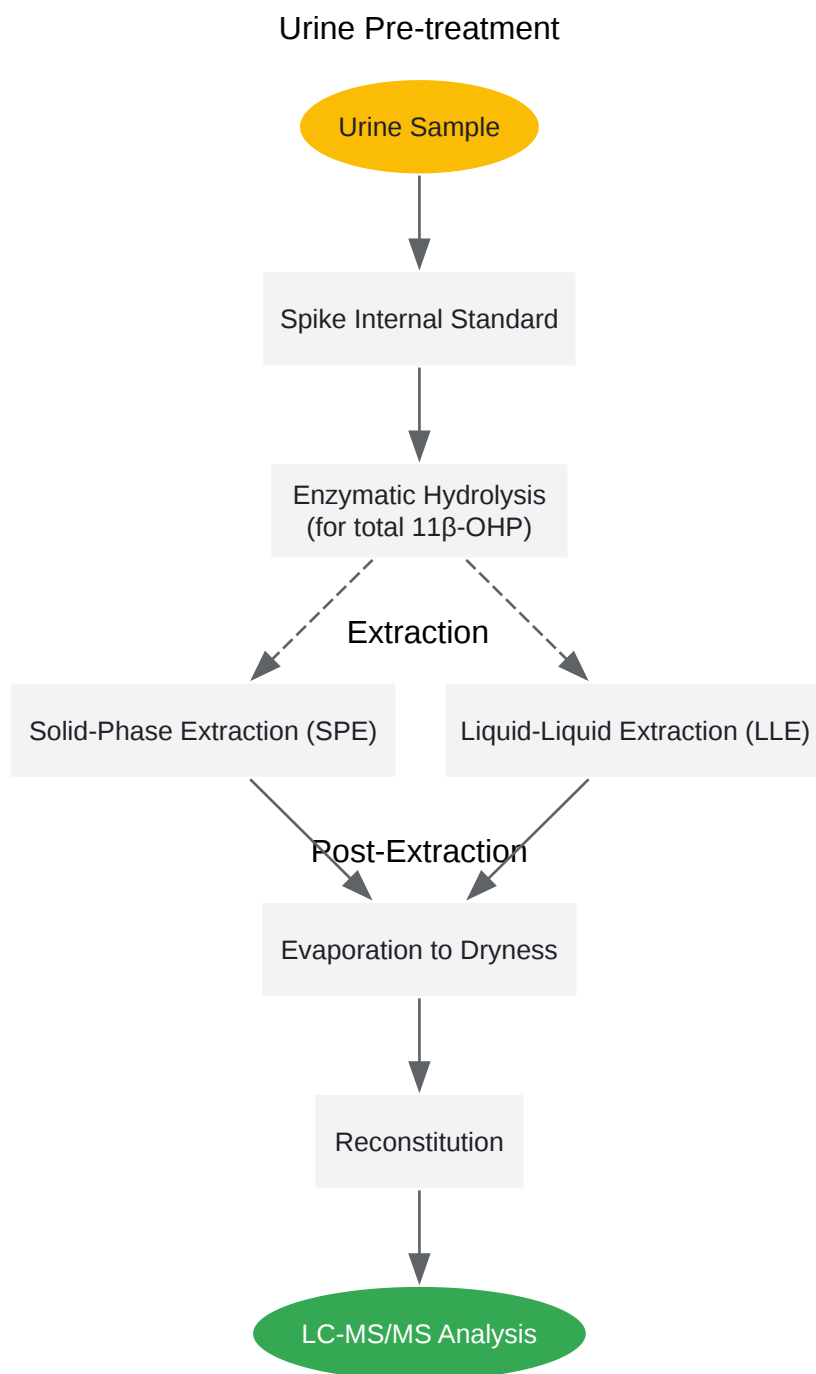 Urine Pre-treatment
Urine Sample
Spike Internal Standard
Enzymatic Hydrolysis
(for total 11β-OHP)
Extraction
Solid-Phase Extraction (SPE)
Liquid-Liquid Extraction (LLE)
Post-Extraction
Evaporation to Dryness
Reconstitution
LC-MS/MS Analysis